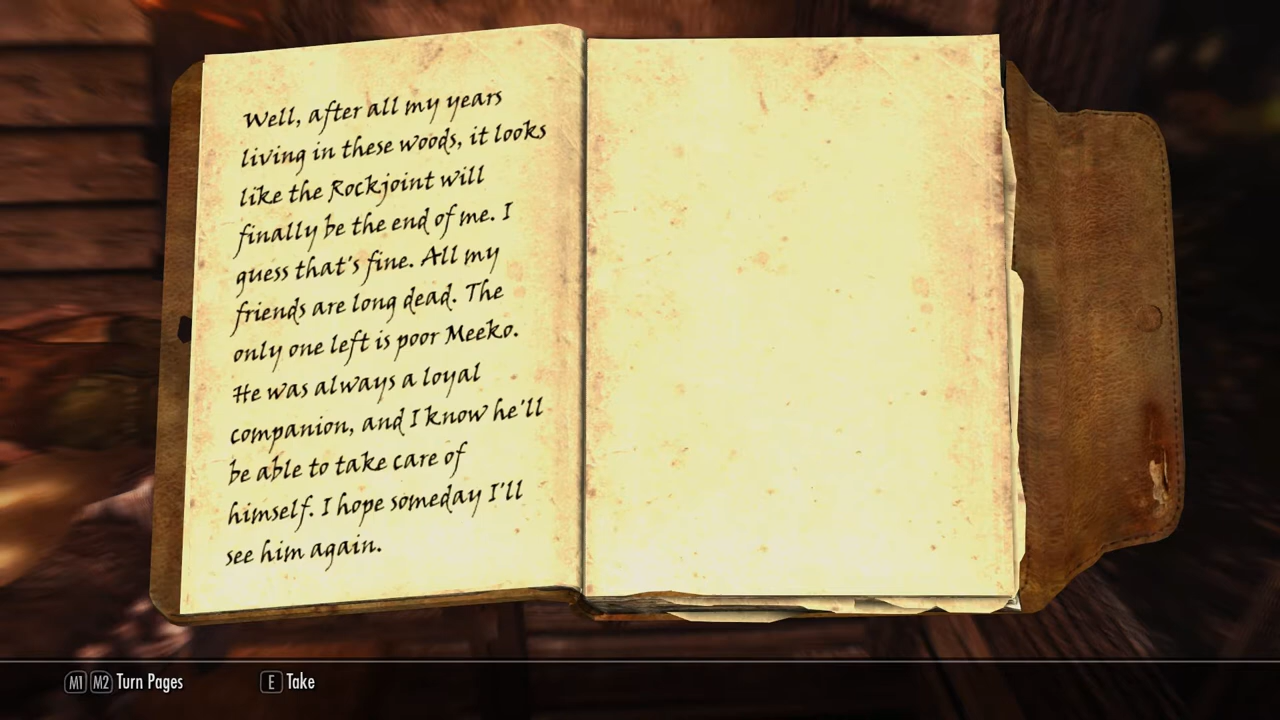 Well, after all my years
living in these woods, it looks
like the Rockjoint will
finally be the end of me. I
guess that's fine. All my
friends are long dead. The
only one left is poor Meeko.
He was always a loyal
companion, and I know he'll
be able to take care of
himself. I hope someday I'll
see him again.
M1 M2 Turn Pages E Take